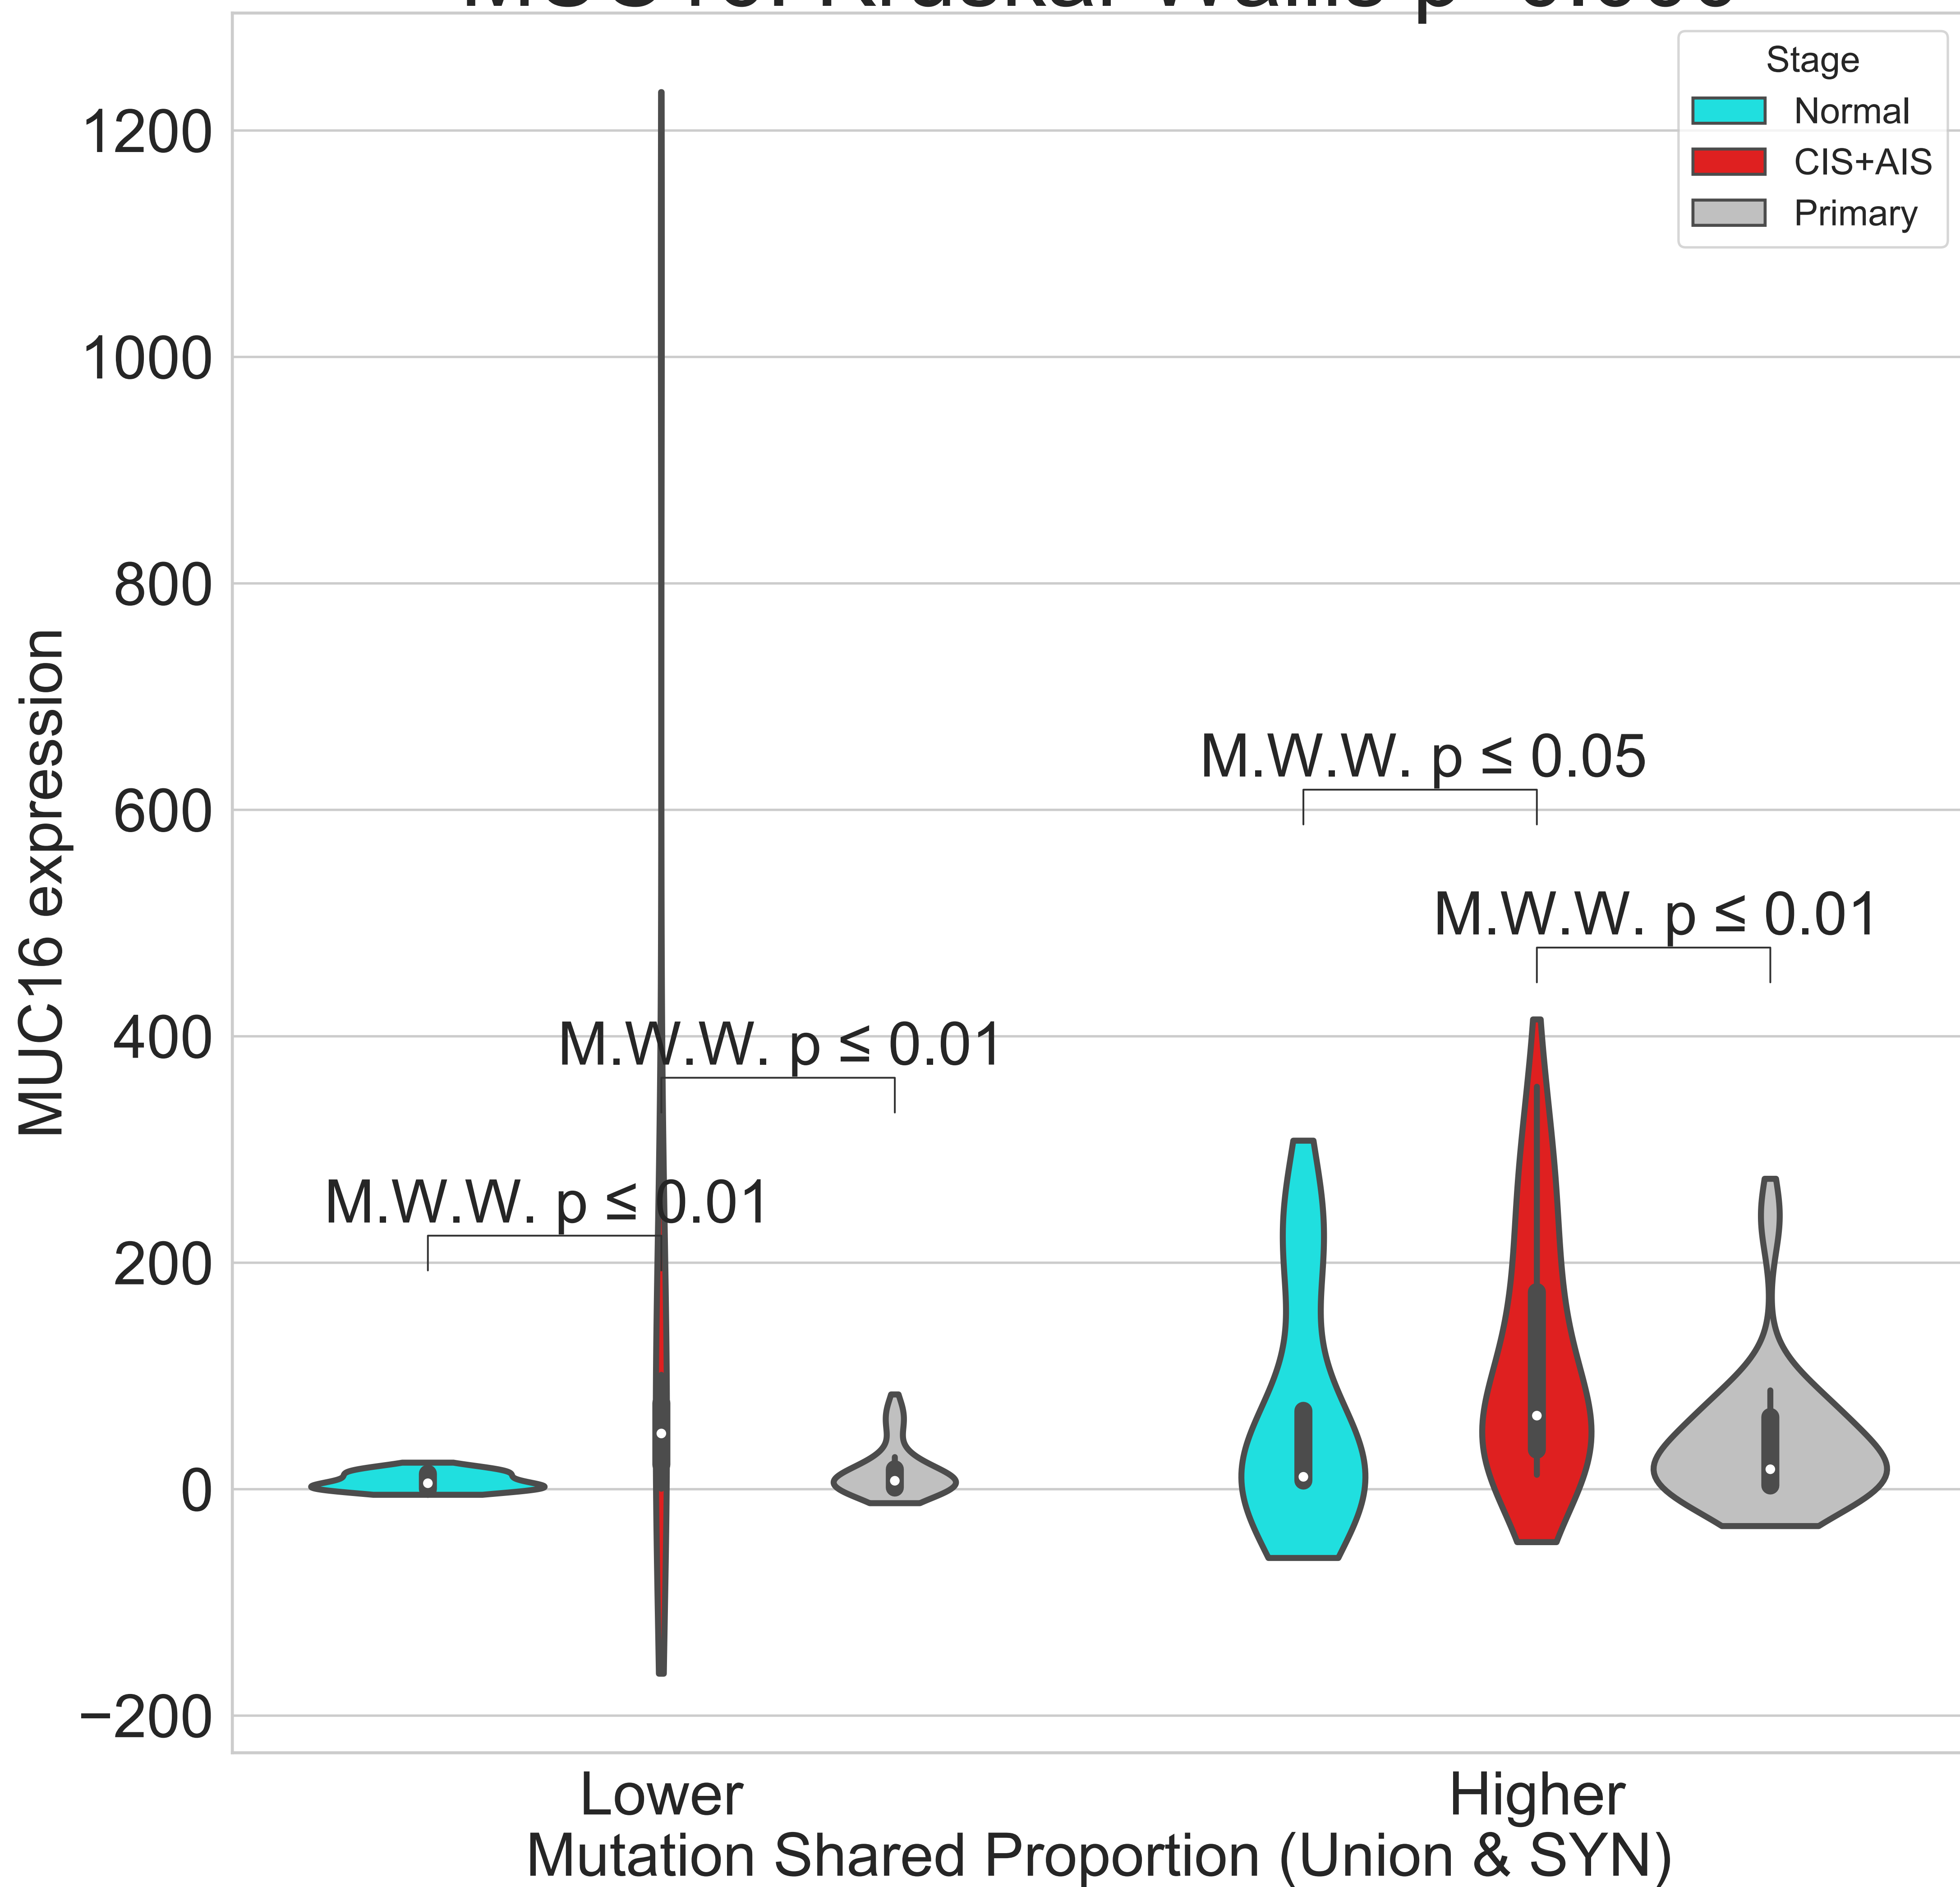 Stage
Normal
CIS+AIS
Primary
1200
1000
800
600
400
200
0
−200
MUC16 expression
M.W.W. p ≤ 0.05
M.W.W. p ≤ 0.01
M.W.W. p ≤ 0.01
M.W.W. p ≤ 0.01
Lower
Higher
Mutation Shared Proportion (Union & SYN)